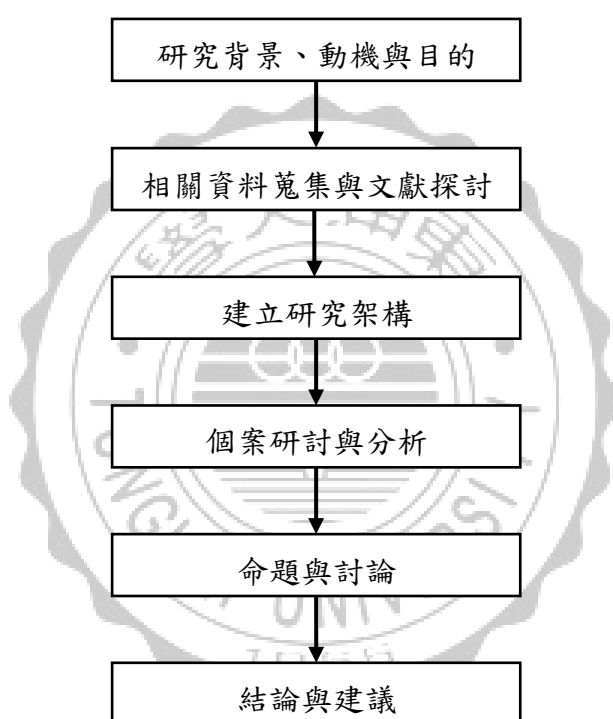 研究背景、動機與目的
相關資料蒐集與文獻探討
建立研究架構
個案研討與分析
命題與討論
結論與建議